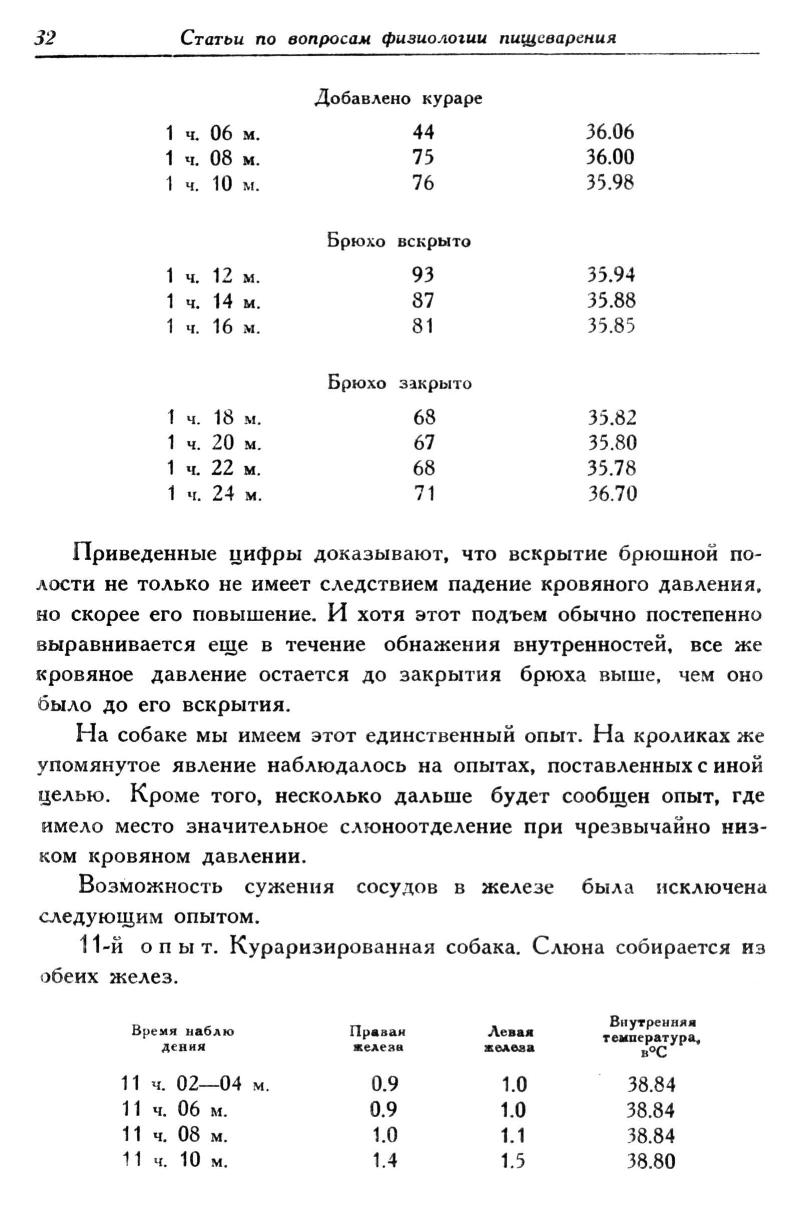 32 Статьи по вопросам физиологии пищеварения
Добавлено кураре
1 ч. 06 м. 44 36.06
1 ч. 08 м. 75 36.00
1 ч. 10 м. 76 35.98
Брюхо вскрыто
1 ч. 12 м. 93 35.94
1 ч. 14 м. 87 35.88
1 ч. 16 м. 81 35.85
Брюхо закрыто
1 ч. 18 м. 68 35.82
1 ч. 20 м. 67 35.80
1 ч. 22 м. 68 35.78
1 ч. 24 м. 71 36.70
Приведенные цифры доказывают, что вскрытие брюшной по-
лости не только не имеет следствием падение кровяного давления,
но скорее его повышение. И хотя этот подъем обычно постепенно
выравнивается еще в течение обнажения внутренностей, все же
кровяное давление остается до закрытия брюха выше, чем оно
было до его вскрытия.
На собаке мы имеем этот единственный опыт. На кроликах же
упомянутое явление наблюдалось на опытах, поставленных с иной
целью. Кроме того, несколько дальше будет сообщен опыт, где
имело место значительное слюноотделение при чрезвычайно низ-
ком кровяном давлении.
Возможность сужения сосудов в железе была исключена
следующим опытом.
11-й опыт. Кураризированная собака. Слюна собирается из
обеих желез.
Время наблю
дения
Правая
железа
Левая
железа
Внутренняя
температура,
в°С
11 ч. 02—04 м. 0.9 1.0 38.84
11 ч. 06 м. 0.9 1.0 38.84
11 ч. 08 м. 1.0 1.1 38.84
11 ч. 10 м. 1.4 1.5 38.80